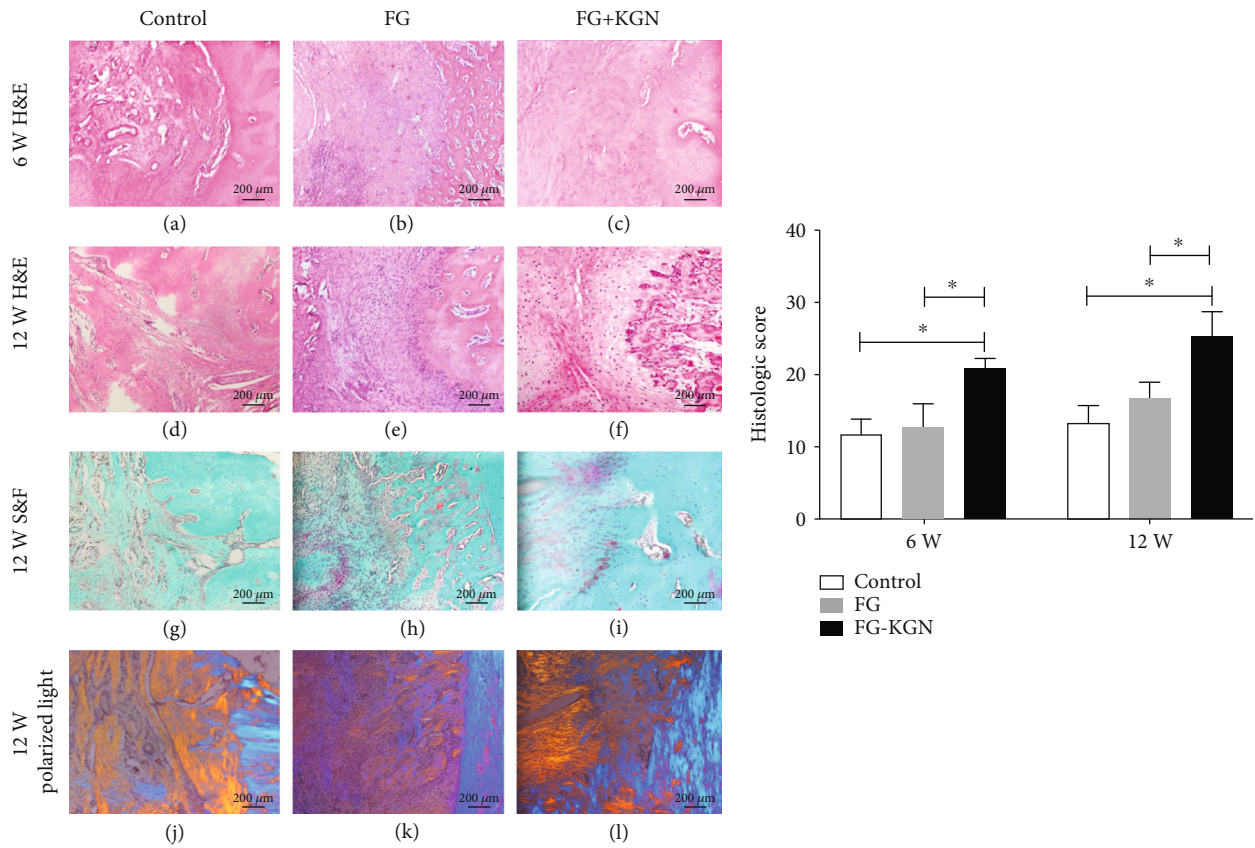 Control FG FG+KGN
6 W H&E
200 μm 200 μm 200 μm
(a) (b) (c)
12 W H&E
200 μm 200 μm 200 μm
(d) (e) (f)
12 W S&F
200 μm 200 μm 200 μm
(g) (h) (i)
12 W
polarized light
200 μm 200 μm 200 μm
(j) (k) (l)
Histologic score
40
30
20
10
0
* *
* *
6 W 12 W
Control
FG
FG-KGN